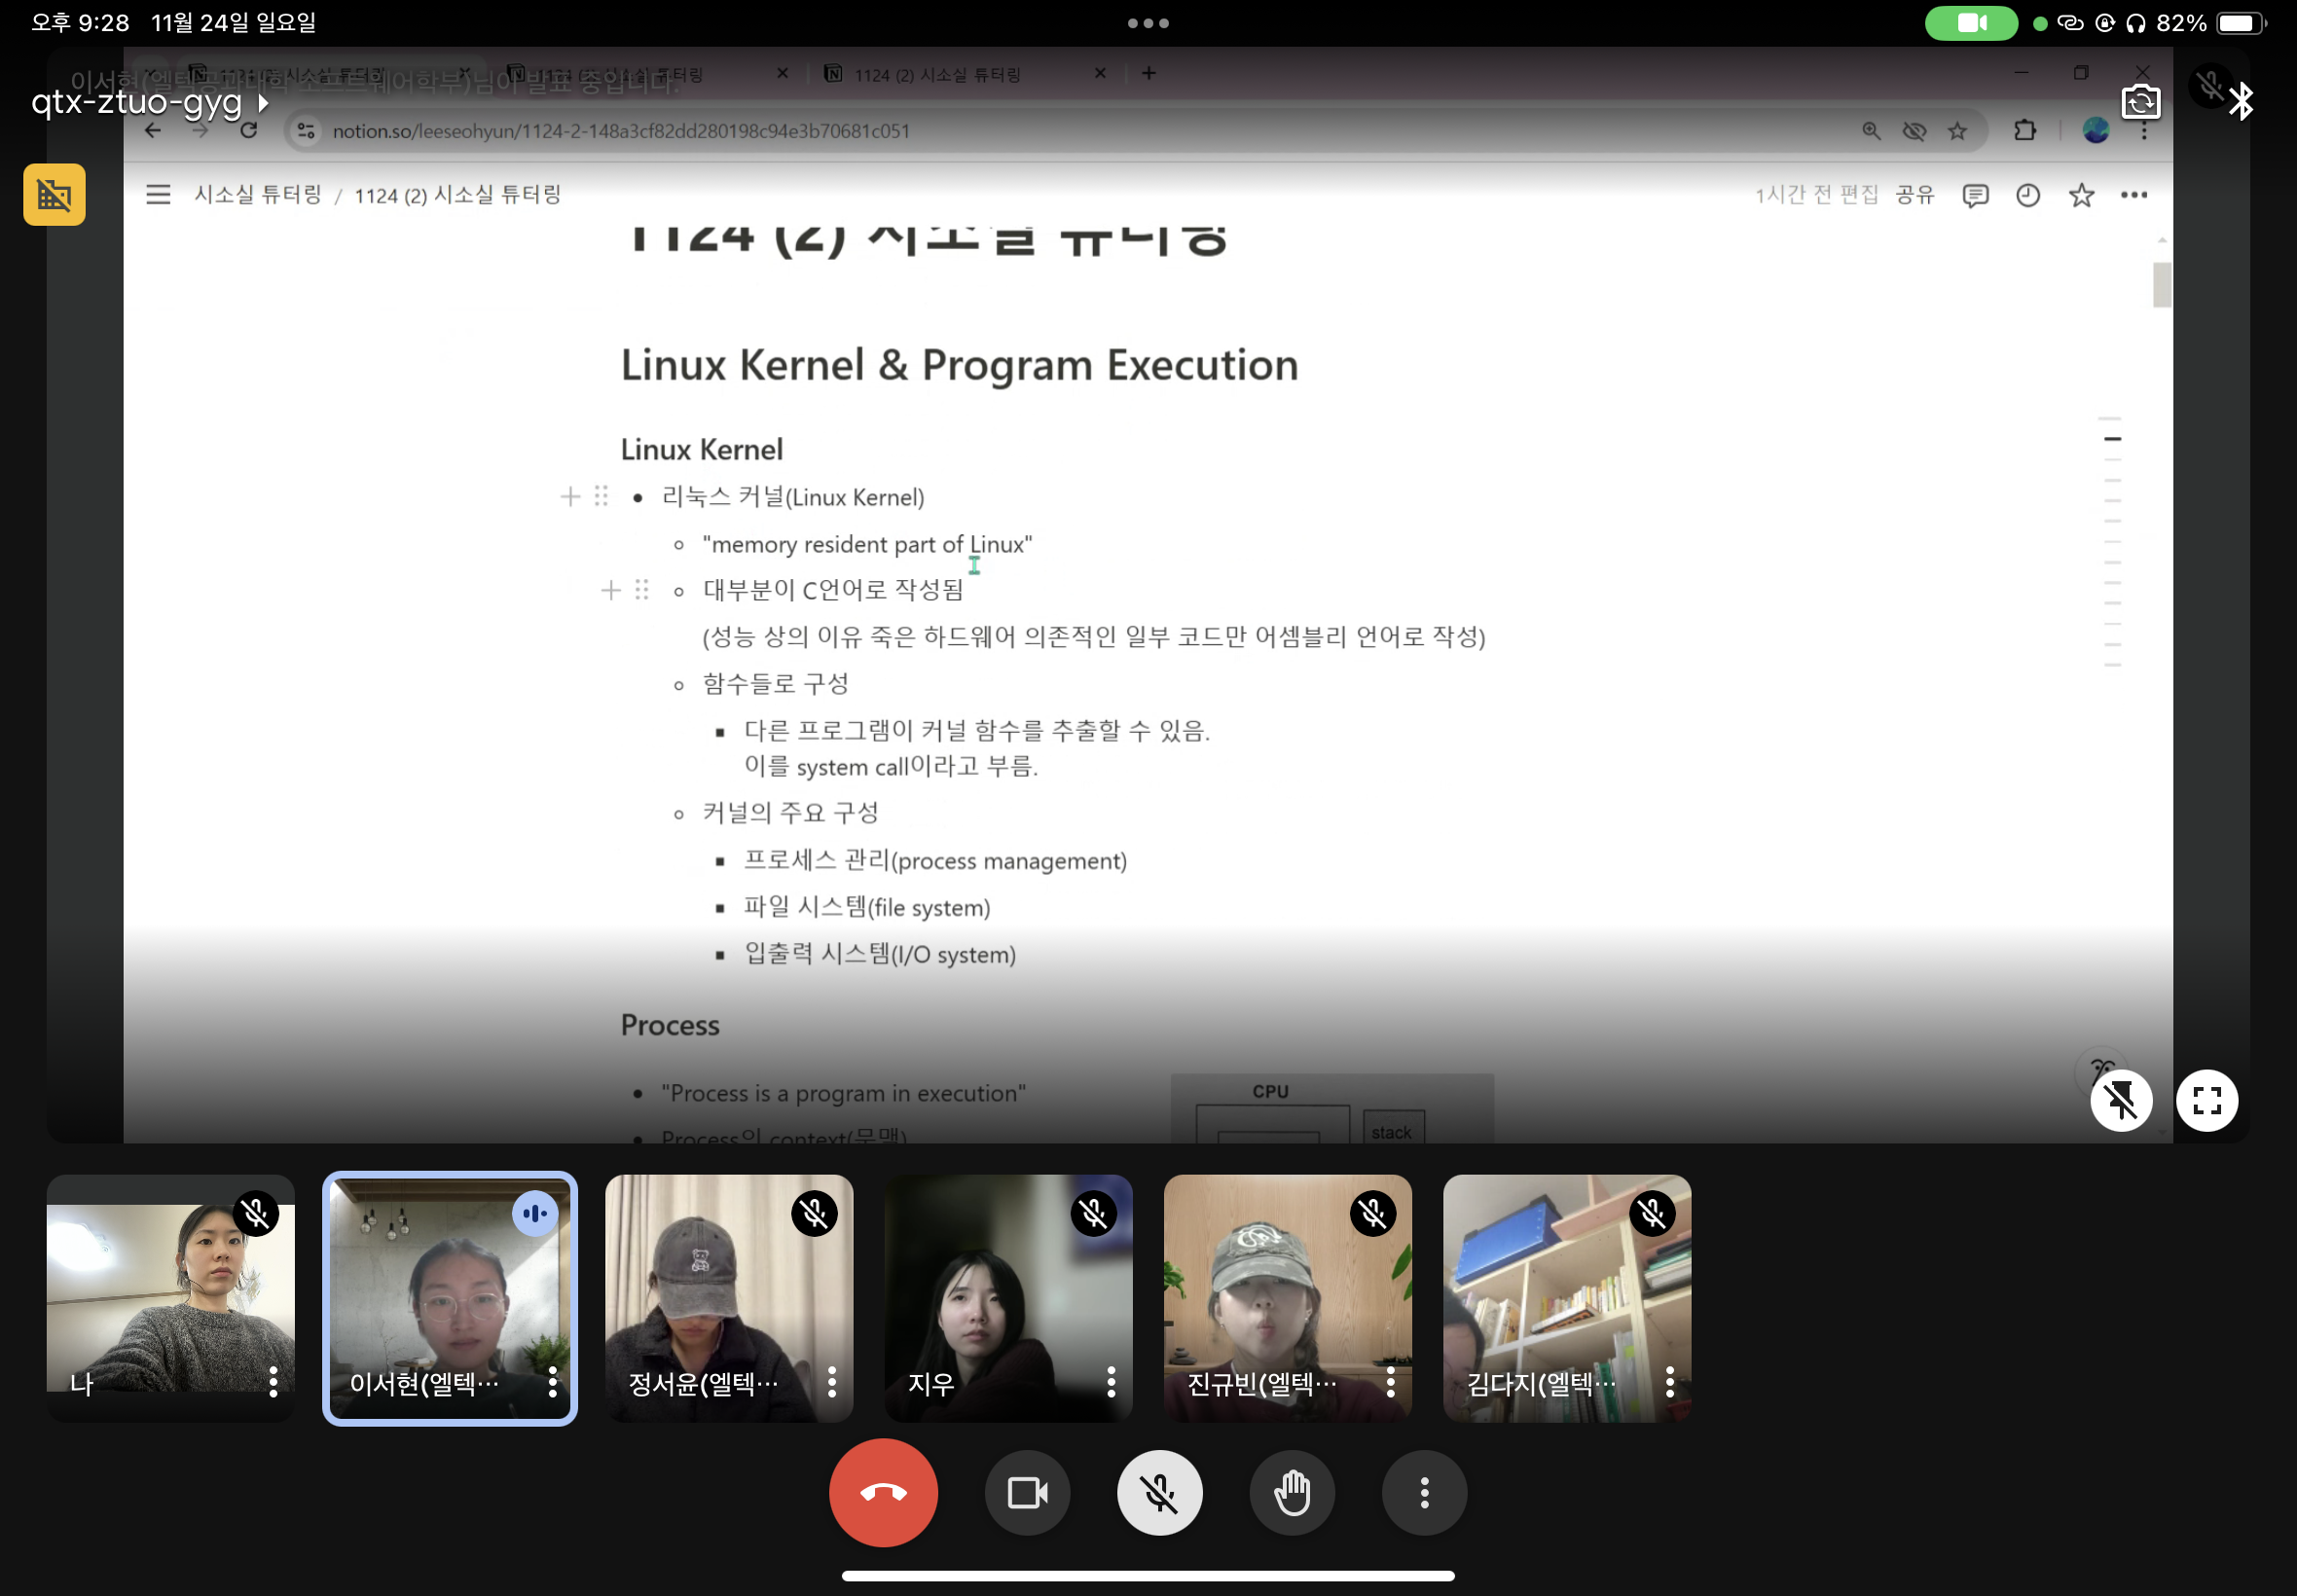 오후 9:28 11월 24일 일요일
82%
이서현(엘텍공과대학 소프트웨어학부)님이 발표 중입니다.
1124 (2) 시소실 튜터링
qtx-ztuo-gyg
notion.so/leeseohyun/1124-2-148a3cf82dd280198c94e3b70681c051
시소실 튜터링 / 1124 (2) 시소실 튜터링
1시간 전 편집 공유
1124 (2) 시소실 튜터링
Linux Kernel & Program Execution
Linux Kernel
리눅스 커널(Linux Kernel)
"memory resident part of Linux"
대부분이 C언어로 작성됨
(성능 상의 이유 죽은 하드웨어 의존적인 일부 코드만 어셈블리 언어로 작성)
함수들로 구성
다른 프로그램이 커널 함수를 추출할 수 있음.
이를 system call이라고 부름.
커널의 주요 구성
프로세스 관리(process management)
파일 시스템(file system)
입출력 시스템(I/O system)
Process
"Process is a program in execution"
CPU
Process의 context(문맥)
stack
나
이서현(엘텍…
정서윤(엘텍…
지우
진규빈(엘텍…
김다지(엘텍…